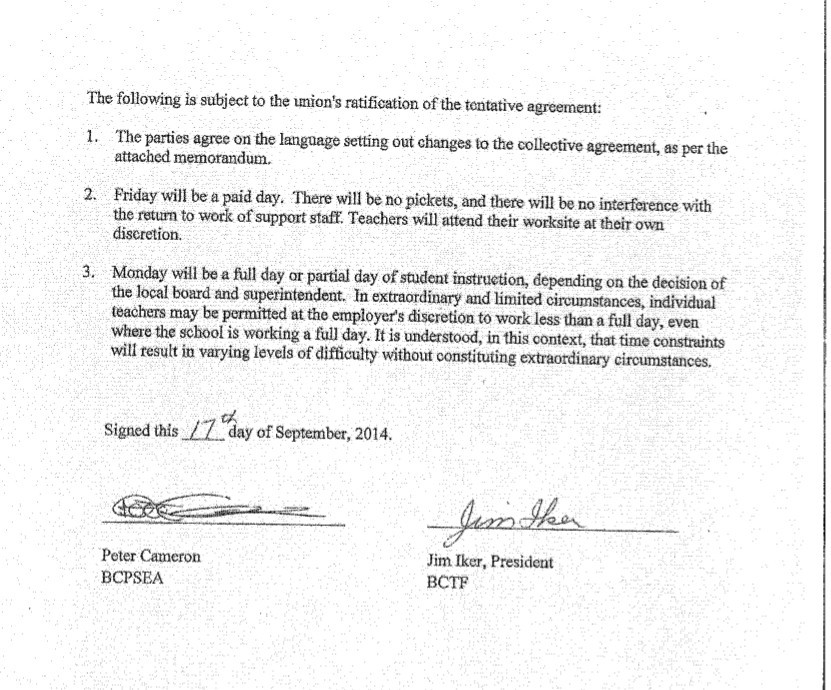 The following is subject to the union's ratification of the tentative agreement:
1. The parties agree on the language setting out changes to the collective agreement, as per the
attached memorandum.
2. Friday will be a paid day. There will be no pickets, and there will be no interference with
the return to work of support staff. Teachers will attend their worksite at their own
discretion.
3. Monday will be a full day or partial day of student instruction, depending on the decision of
the local board and superintendent. In extraordinary and limited circumstances, individual
teachers may be permitted at the employer's discretion to work less than a full day, even
where the school is working a full day. It is understood, in this context, that time constraints
will result in varying levels of difficulty without constituting extraordinary circumstances.
Signed this 17th day of September, 2014.
Jim Iker
Peter Cameron
BCPSEA
Jim Iker, President
BCTF